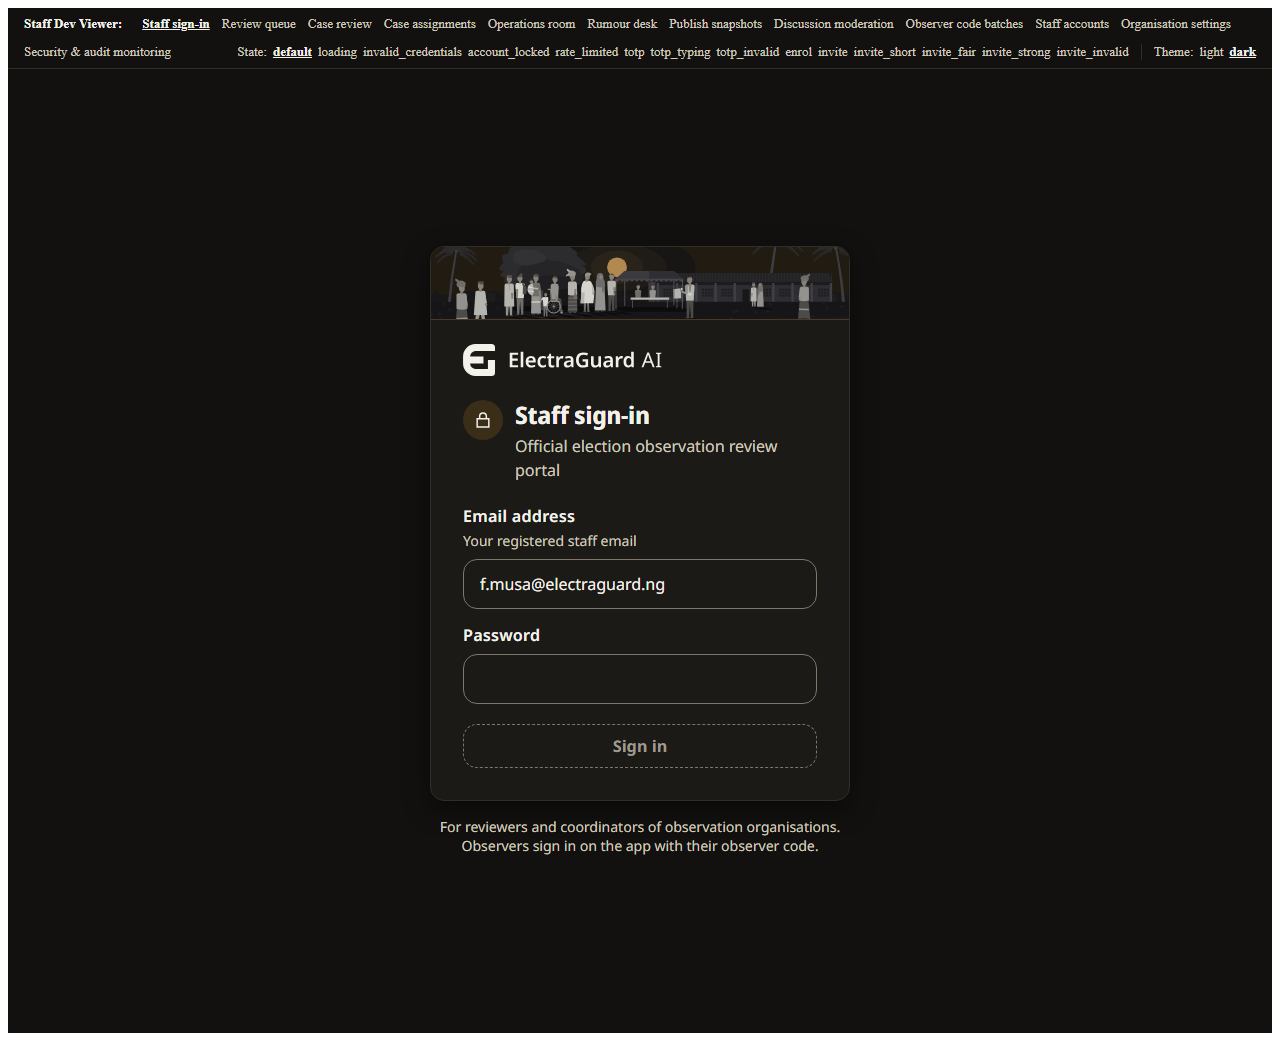 Staff Dev Viewer: Staff sign-in Review queue Case review Case assignments Operations room Rumour desk Publish snapshots Discussion moderation Observer code batches Staff accounts Organisation settings
Security & audit monitoring State: default loading invalid_credentials account_locked rate_limited totp totp_typing totp_invalid enrol invite invite_short invite_fair invite_strong invite_invalid Theme: light dark
ElectraGuard AI
Staff sign-in
Official election observation review
portal
Email address
Your registered staff email
f.musa@electraguard.ng
Password
Sign in
For reviewers and coordinators of observation organisations.
Observers sign in on the app with their observer code.